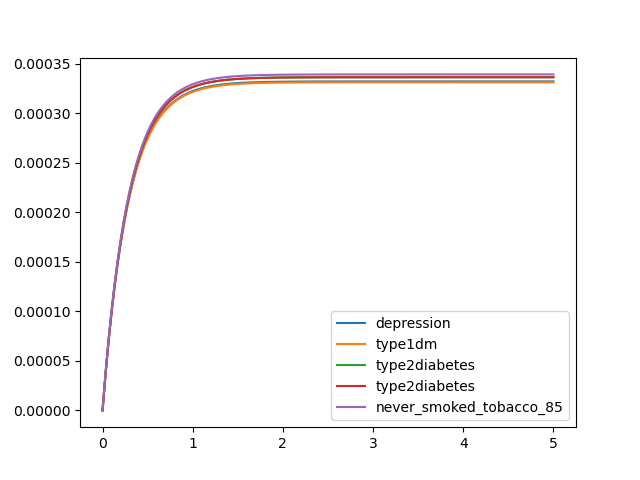 0.00035
0.00030
0.00025
0.00020
0.00015
0.00010
0.00005
0.00000
depression
type1dm
type2diabetes
type2diabetes
never_smoked_tobacco_85
0 1 2 3 4 5